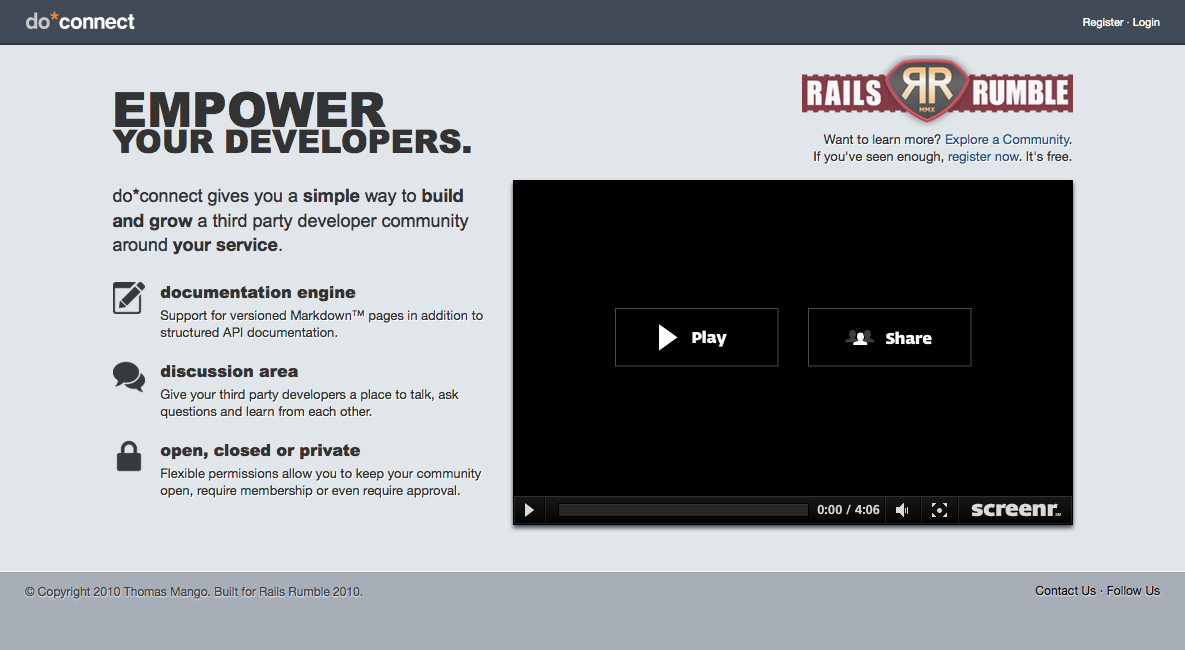 do*connect
Register · Login
EMPOWER
YOUR DEVELOPERS.
RAILS RR RUMBLE
MMX
Want to learn more? Explore a Community.
If you've seen enough, register now. It's free.
do*connect gives you a simple way to build
and grow a third party developer community
around your service.
documentation engine
Support for versioned Markdown™ pages in addition to
structured API documentation.
discussion area
Give your third party developers a place to talk, ask
questions and learn from each other.
open, closed or private
Flexible permissions allow you to keep your community
open, require membership or even require approval.
Play
Share
0:00 / 4:06
screenr™
© Copyright 2010 Thomas Mango. Built for Rails Rumble 2010.
Contact Us · Follow Us